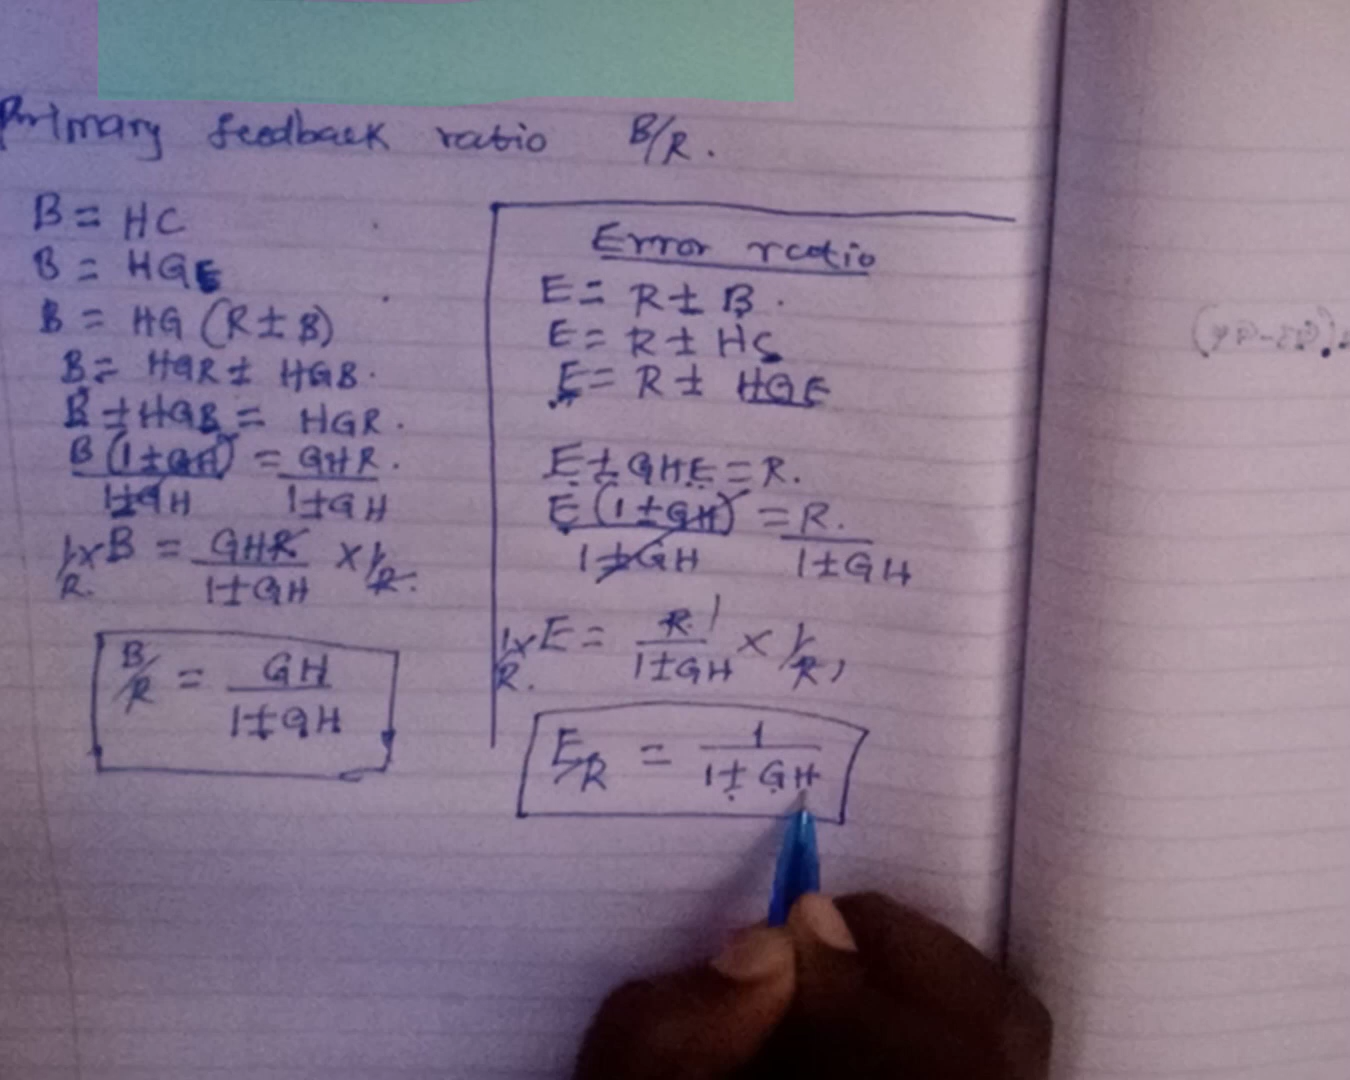 Primary feedback ratio B/R.
B = HC
B = HGE
B = HG (R ± B)
B = HGR ± HGB.
B ± HGB = HGR.
B (1 ± GH) / 1 ± GH = GHR. / 1 ± GH
1/R. × B = GHR / 1 ± GH × 1/R.
B/R = GH / 1 ± GH
Error ratio
E = R ± B.
E = R ± HC
E = R ± HGE
E ± GHE = R.
E (1 ± GH) / 1 ± GH = R. / 1 ± GH
1/R. × E = R. 1 / 1 ± GH × 1/R,
E/R = 1 / 1 ± GH